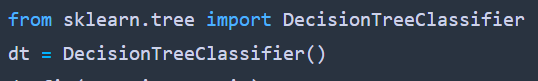 from sklearn.tree import DecisionTreeClassifier
dt = DecisionTreeClassifier()